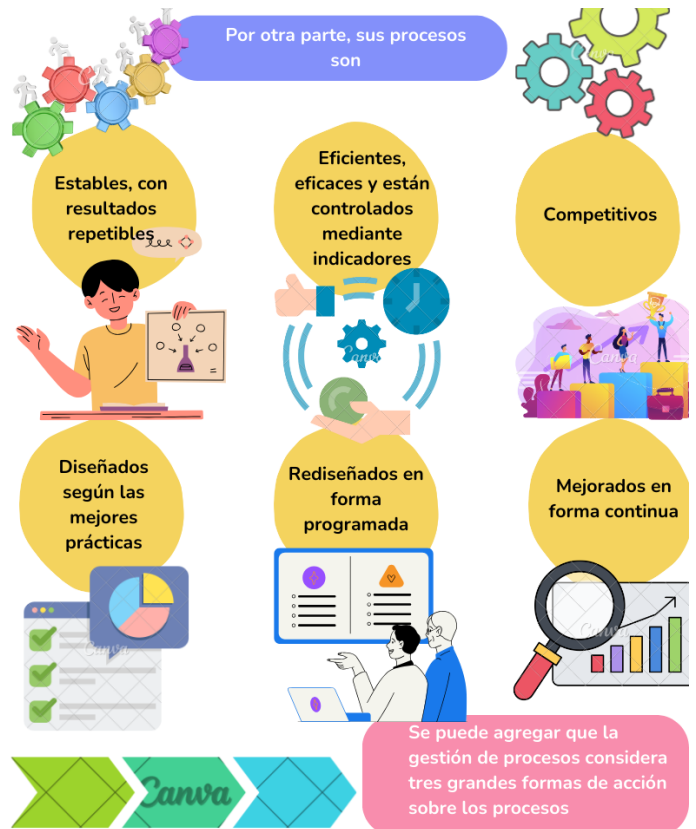 Por otra parte, sus procesos
son
Estables, con
resultados
repetibles
Eficientes,
eficaces y están
controlados
mediante
indicadores
Competitivos
Diseñados
según las
mejores
prácticas
Rediseñados en
forma
programada
Mejorados en
forma continua
Se puede agregar que la
gestión de procesos considera
tres grandes formas de acción
sobre los procesos
Canva